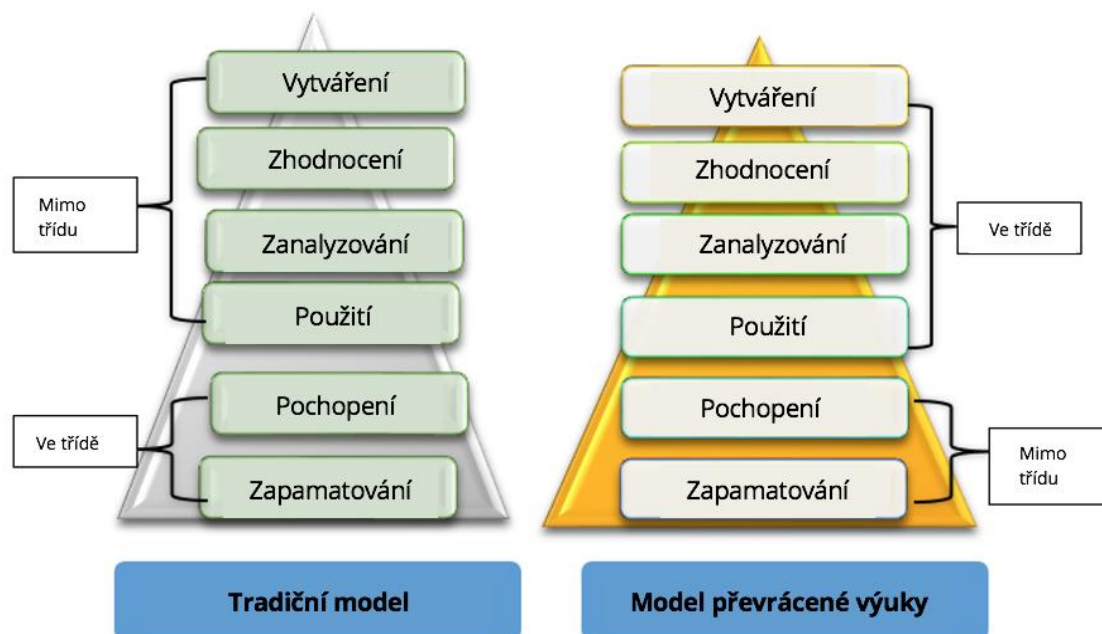 Vytváření
Zhodnocení
Zanalyzování
Použití
Pochopení
Zapamatování
Mimo
třídu
Ve třídě
Tradiční model
Vytváření
Zhodnocení
Zanalyzování
Použití
Pochopení
Zapamatování
Ve třídě
Mimo
třídu
Model převrácené výuky